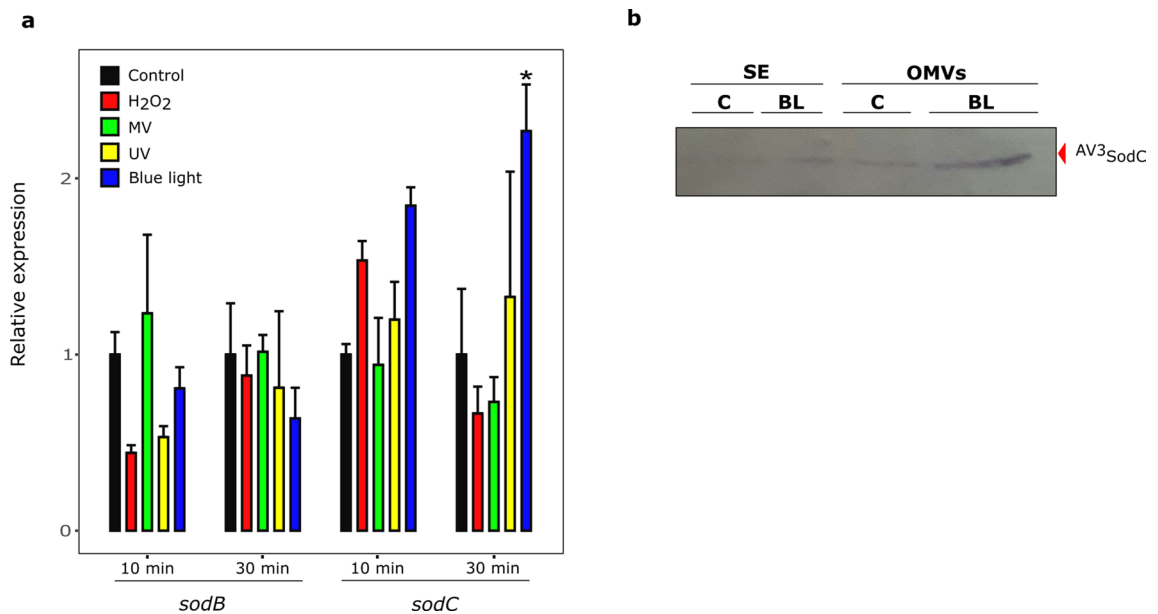 a
Control
H2O2
MV
UV
Blue light
*
Relative expression
2
1
0
10 min 30 min 10 min 30 min
sodB sodC
b
SE OMVs
C BL C BL
AV3SodC